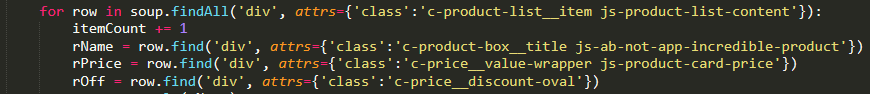 for row in soup.findAll('div', attrs={'class':'c-product-list__item js-product-list-content'}):
itemCount += 1
rName = row.find('div', attrs={'class':'c-product-box__title js-ab-not-app-incredible-product'})
rPrice = row.find('div', attrs={'class':'c-price__value-wrapper js-product-card-price'})
rOff = row.find('div', attrs={'class':'c-price__discount-oval'})